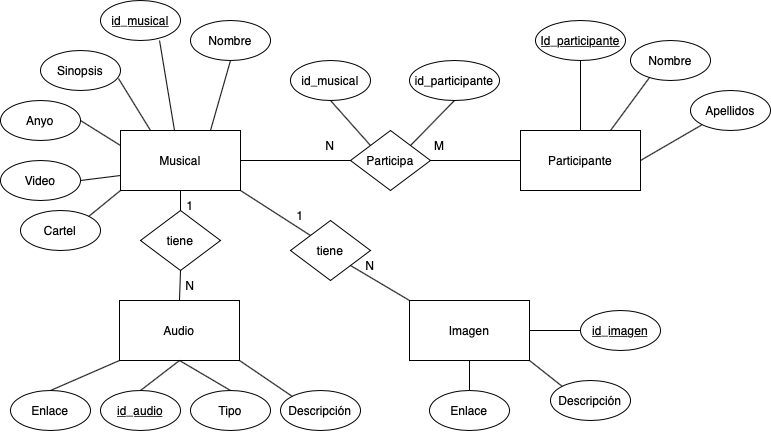 id_musical
Nombre
Id_participante
Nombre
Sinopsis
id_musical
id_participante
Apellidos
Anyo
Musical
N
Participa
M
Participante
Video
Cartel
1
1
tiene
tiene
N
N
Audio
Imagen
id_imagen
Enlace
id_audio
Tipo
Descripción
Enlace
Descripción